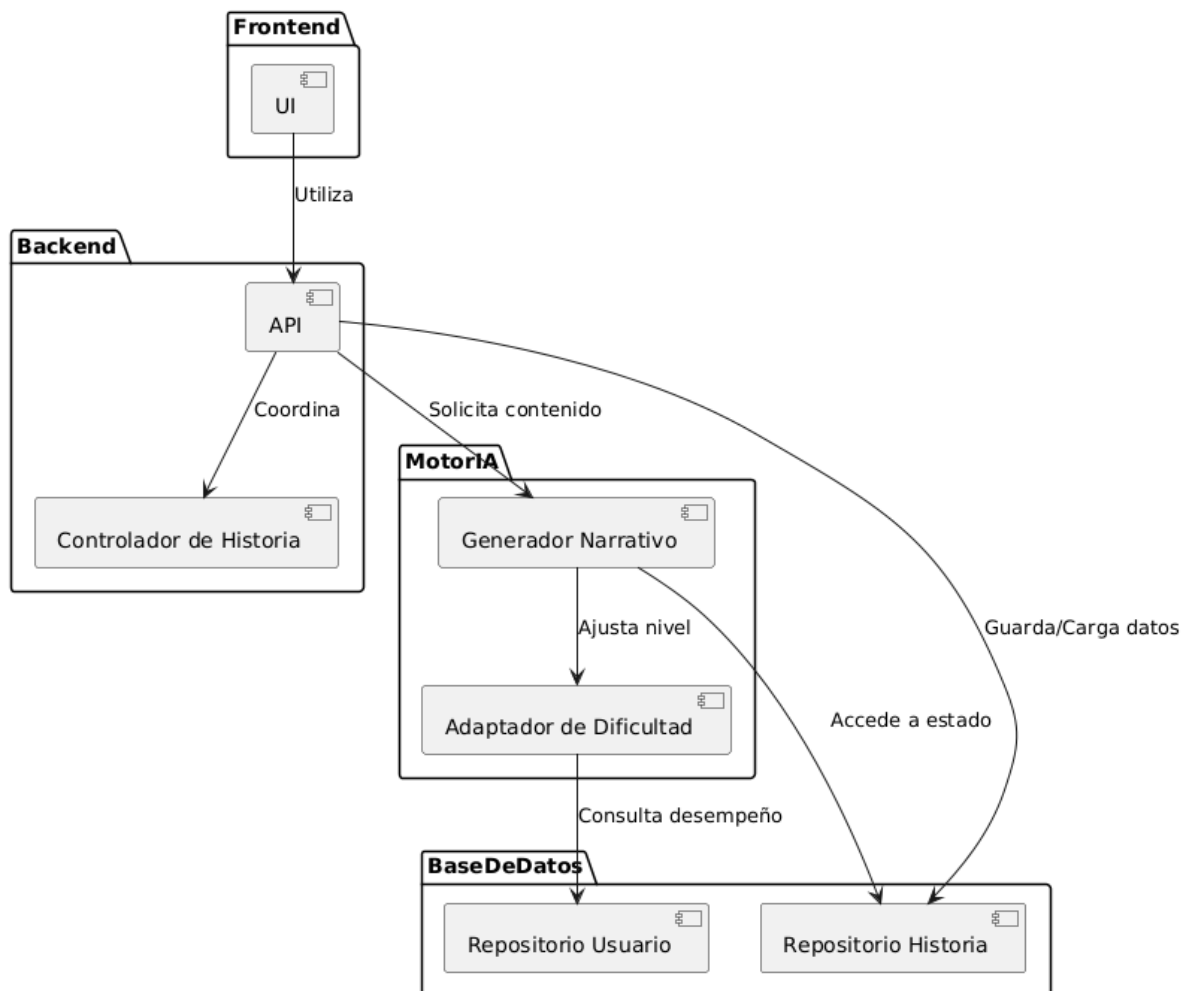 Frontend
UI
Utiliza
Backend
API
Coordina
Solicita contenido
MotorIA
Controlador de Historia
Generador Narrativo
Ajusta nivel
Guarda/Carga datos
Accede a estado
Adaptador de Dificultad
Consulta desempeño
BaseDeDatos
Repositorio Usuario
Repositorio Historia